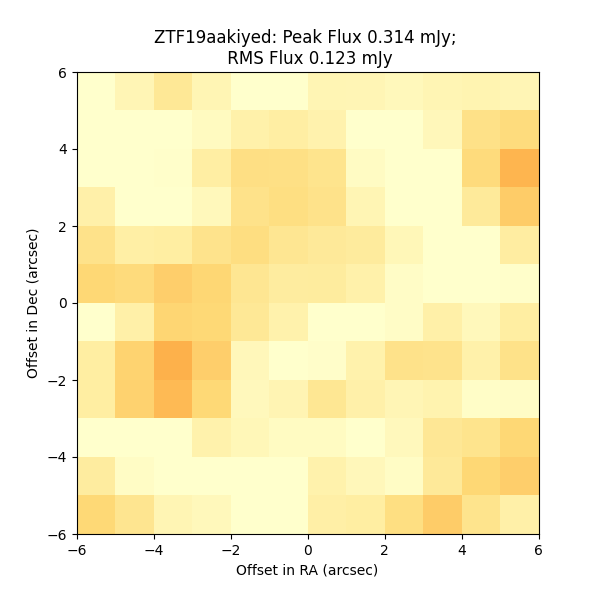 ZTF19aakiyed: Peak Flux 0.314 mJy;
RMS Flux 0.123 mJy
6
4
2
0
−2
−4
−6
Offset in Dec (arcsec)
−6 −4 −2 0 2 4 6
Offset in RA (arcsec)